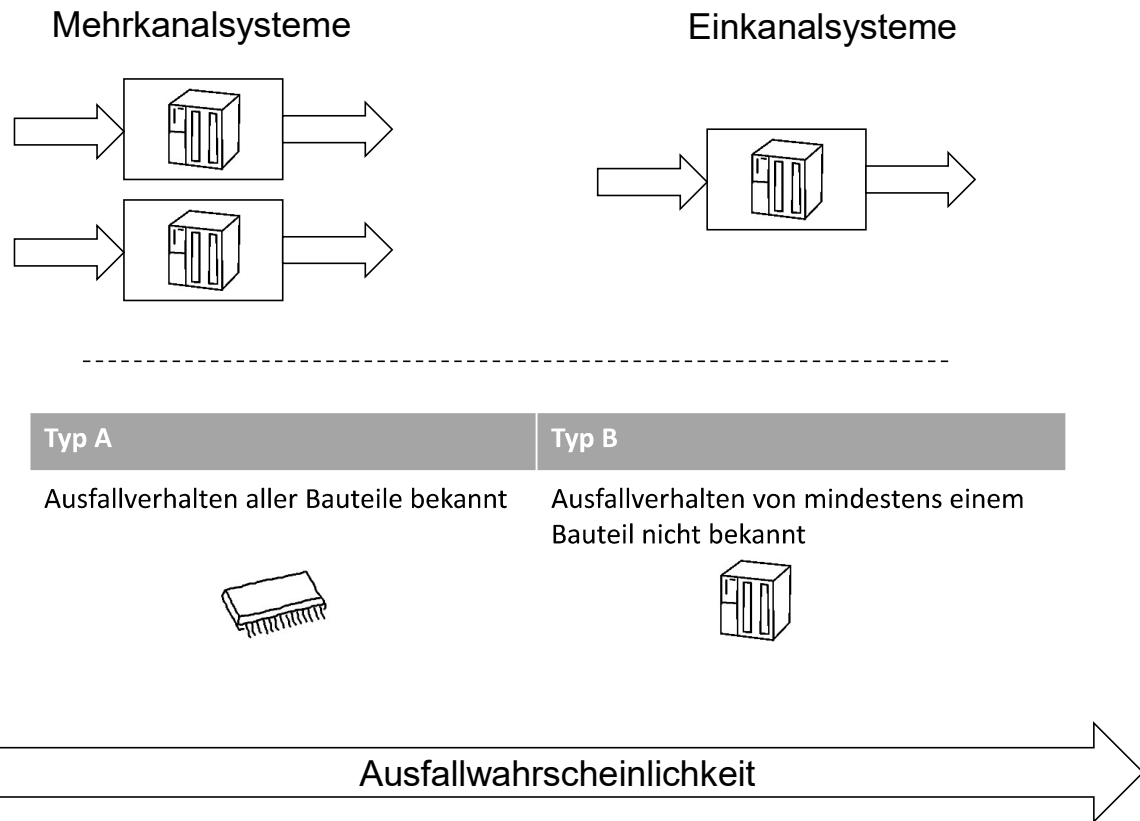 Mehrkanalsysteme
Einkanalsysteme
Typ A
Typ B
Ausfallverhalten aller Bauteile bekannt
Ausfallverhalten von mindestens einem
Bauteil nicht bekannt
Ausfallwahrscheinlichkeit